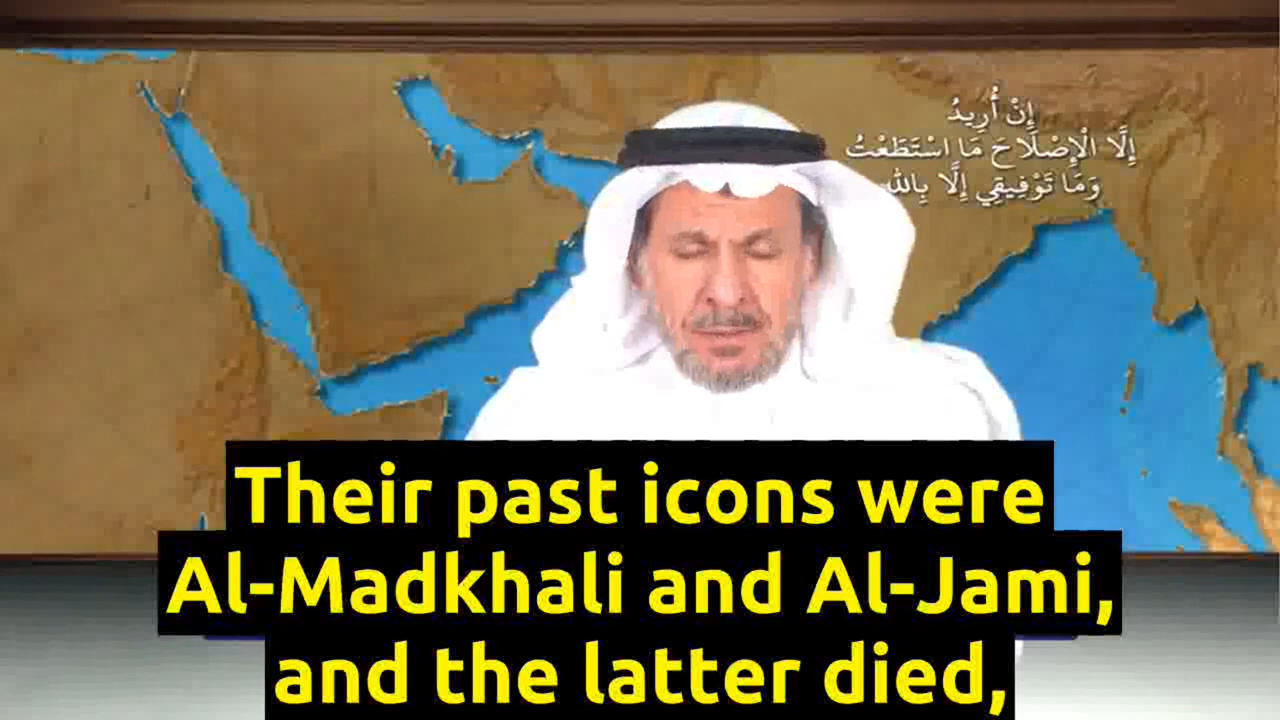 إِنْ أُرِيدُ
إِلَّا الْإِصْلَاحَ مَا اسْتَطَعْتُ
وَمَا تَوْفِيقِي إِلَّا بِاللَّهِ
Their past icons were
Al-Madkhali and Al-Jami,
and the latter died,